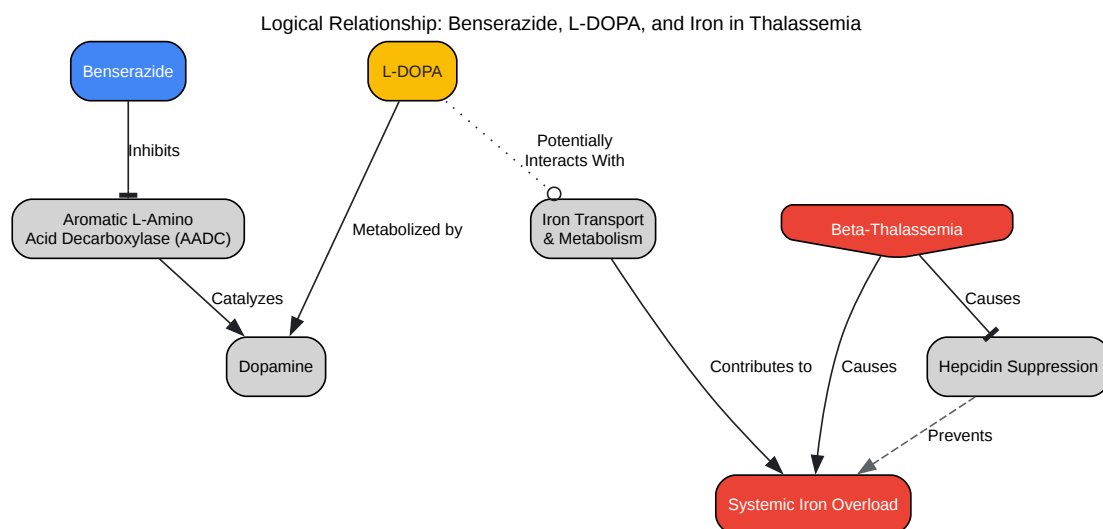 Logical Relationship: Benserazide, L-DOPA, and Iron in Thalassemia
Benserazide
L-DOPA
Inhibits
Potentially
Interacts With
Aromatic L-Amino
Acid Decarboxylase (AADC)
Metabolized by
Iron Transport
& Metabolism
Beta-Thalassemia
Catalyzes
Causes
Dopamine
Contributes to
Causes
Hepcidin Suppression
Prevents
Systemic Iron Overload